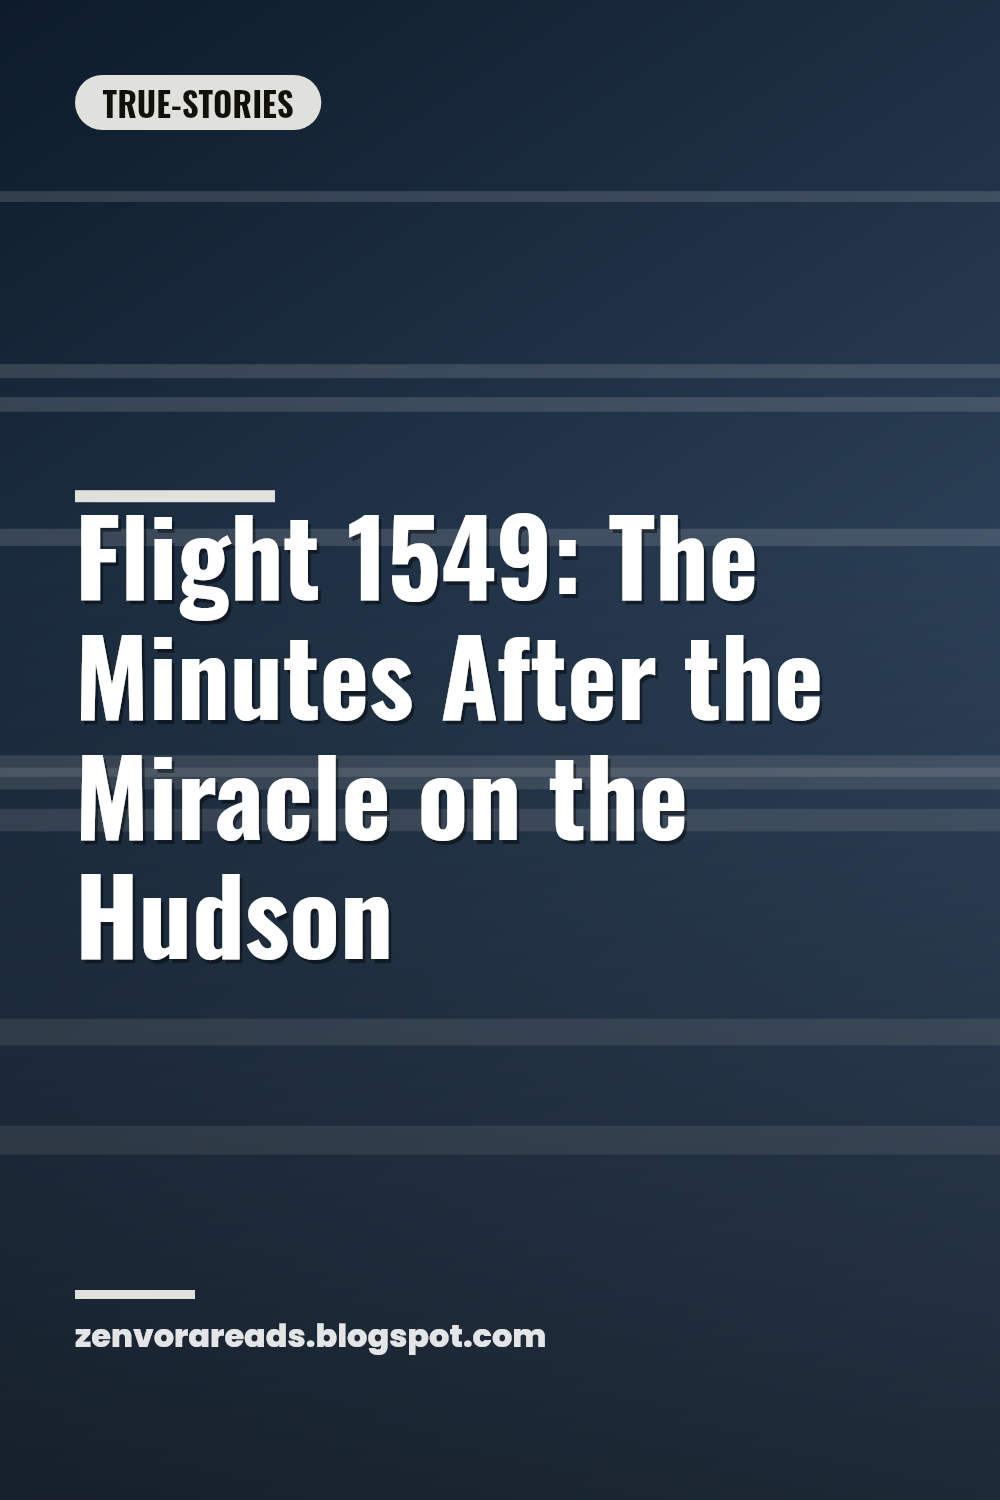 TRUE-STORIES
Flight 1549: The
Minutes After the
Miracle on the
Hudson
zenvorareads.blogspot.com